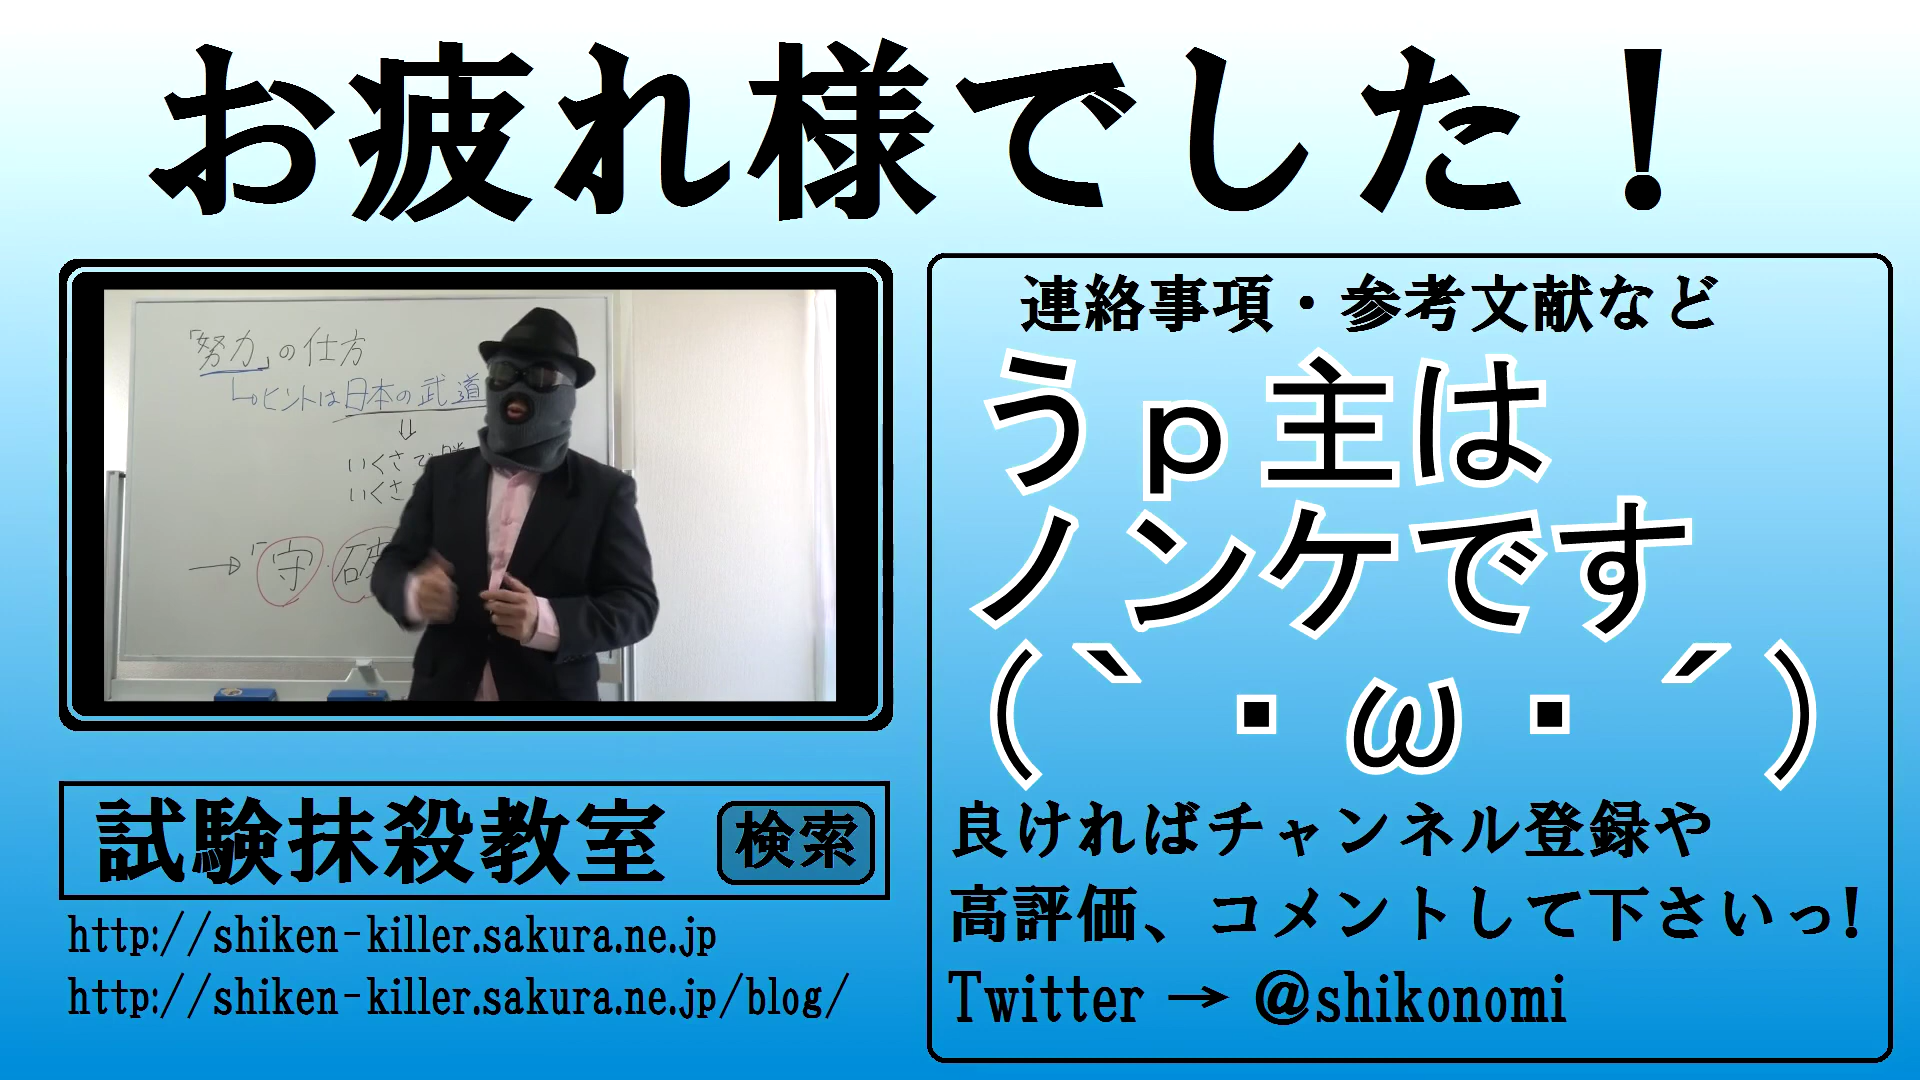 お疲れ様でした！
「努力」の仕方
ヒントは日本の武道
⇓
いくさで勝
いくさ
→「守・破
試験抹殺教室 検索
http://shiken-killer.sakura.ne.jp
http://shiken-killer.sakura.ne.jp/blog/
連絡事項・参考文献など
うｐ主は
ノンケです
(｀・ω・´)
良ければチャンネル登録や
高評価、コメントして下さいっ!
Twitter → @shikonomi